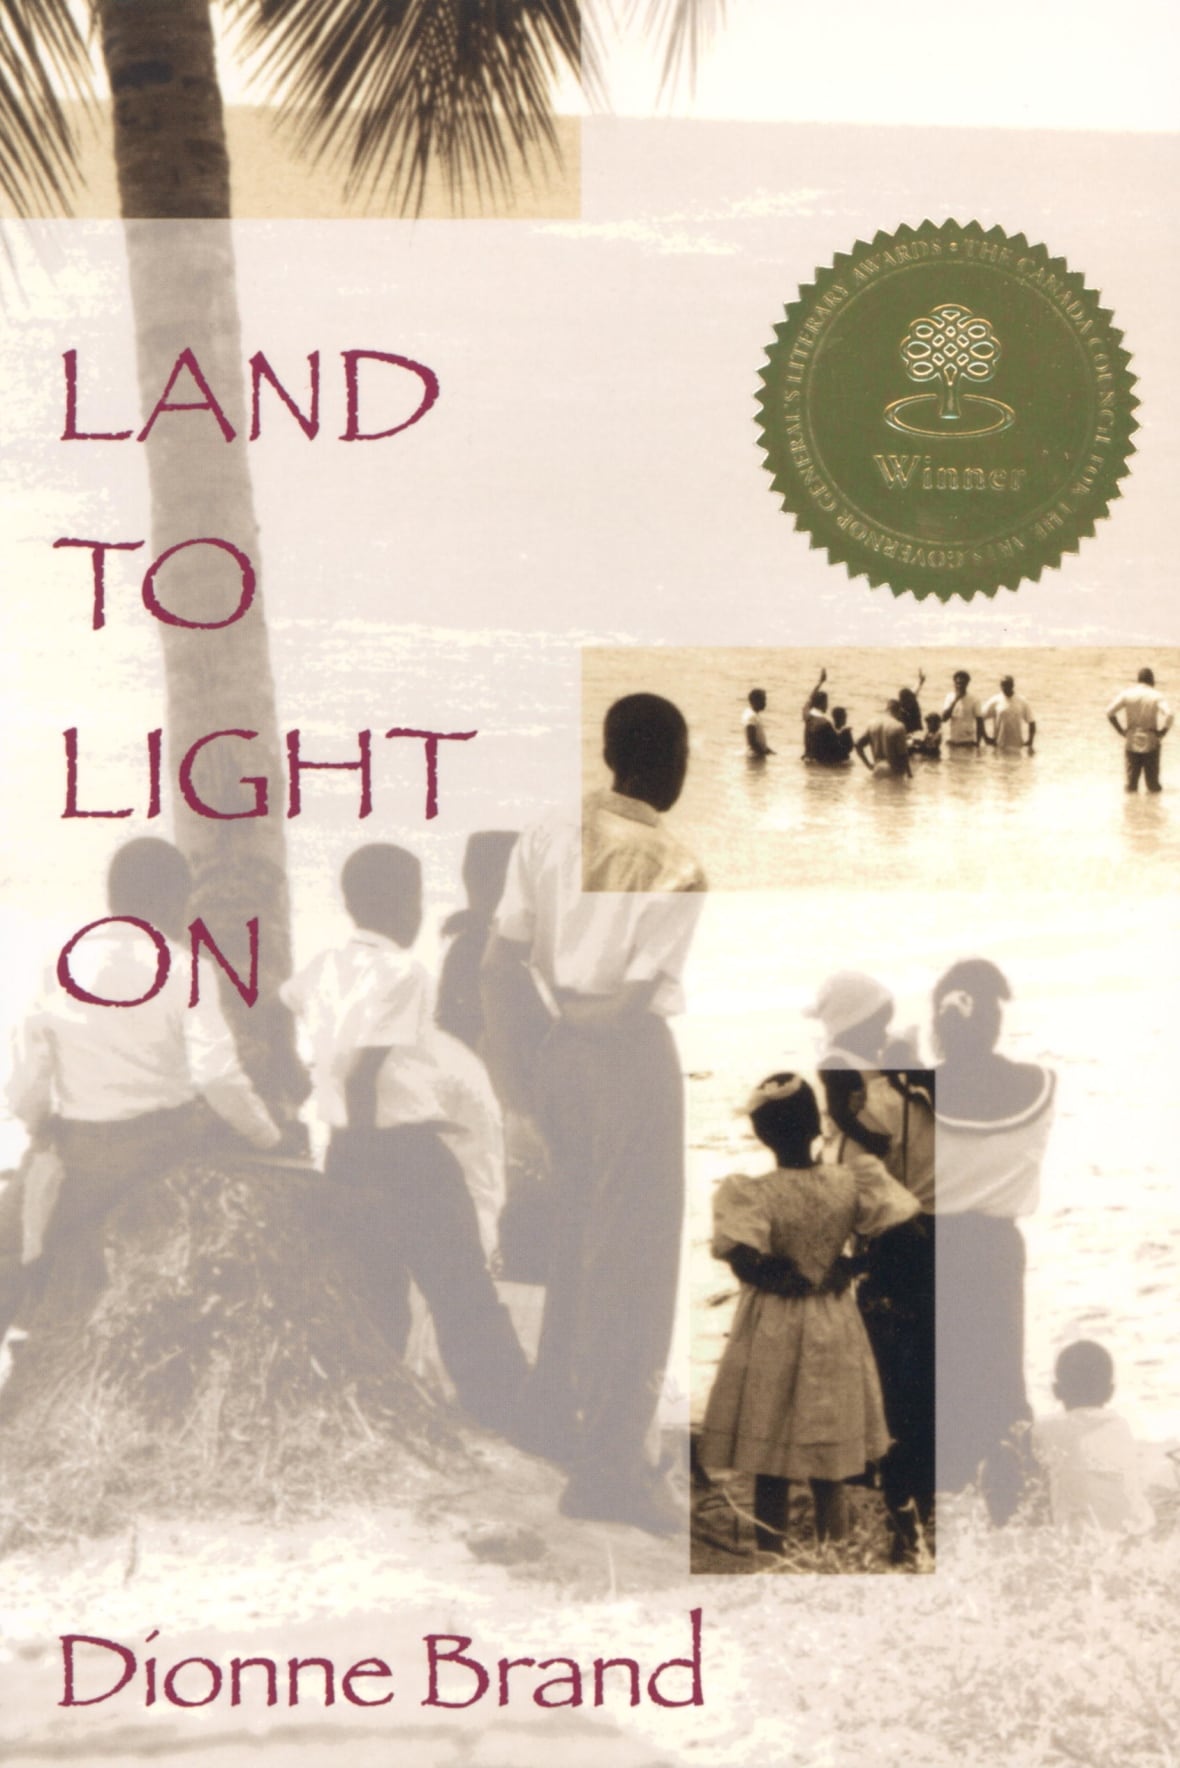 LAND
TO
LIGHT
ON
GOVERNOR GENERAL'S LITERARY AWARDS • THE CANADA COUNCIL FOR THE ARTS
Winner
Dionne Brand